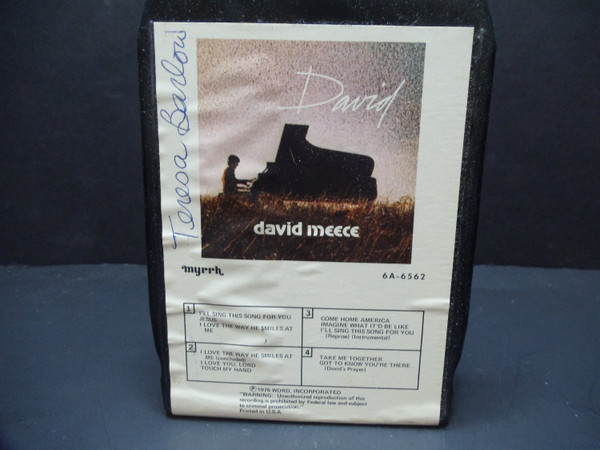 Teresa Barlow
David
david meece
myrrh
6A-6562
1
I'LL SING THIS SONG FOR YOU
JESUS
I LOVE THE WAY HE SMILES AT
ME
3
COME HOME AMERICA
IMAGINE WHAT IT'D BE LIKE
I'LL SING THIS SONG FOR YOU
(Reprise) (Instrumental)
2
I LOVE THE WAY HE SMILES AT
ME (concluded)
I LOVE YOU, LORD
TOUCH MY HAND
4
TAKE ME TOGETHER
GOT TO KNOW YOU'RE THERE
(David's Prayer)
Ⓟ1976 WORD, INCORPORATED
"WARNING: Unauthorized reproduction of this
recording is prohibited by Federal law and subject
to criminal prosecution."
Printed in U.S.A.